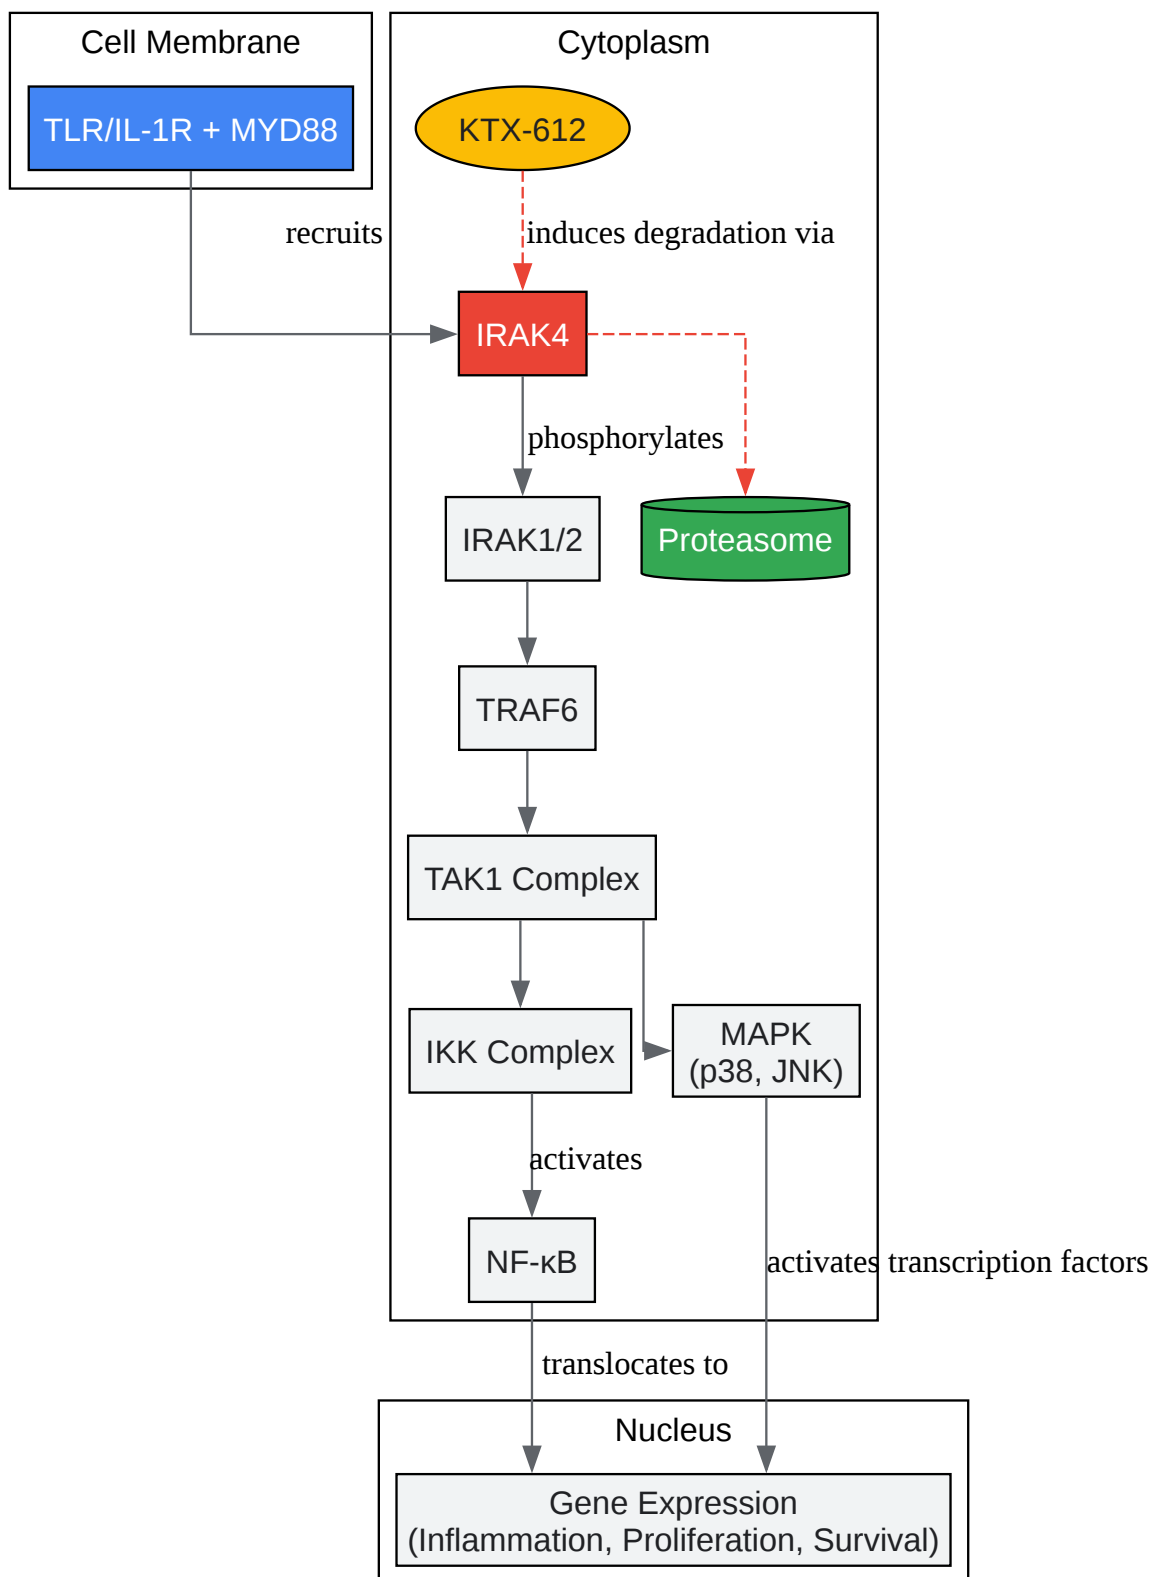 Cell Membrane
Cytoplasm
TLR/IL-1R + MYD88
KTX-612
recruits
induces degradation via
IRAK4
phosphorylates
IRAK1/2
Proteasome
TRAF6
TAK1 Complex
IKK Complex
MAPK
(p38, JNK)
activates
NF-κB
activates transcription factors
translocates to
Nucleus
Gene Expression
(Inflammation, Proliferation, Survival)